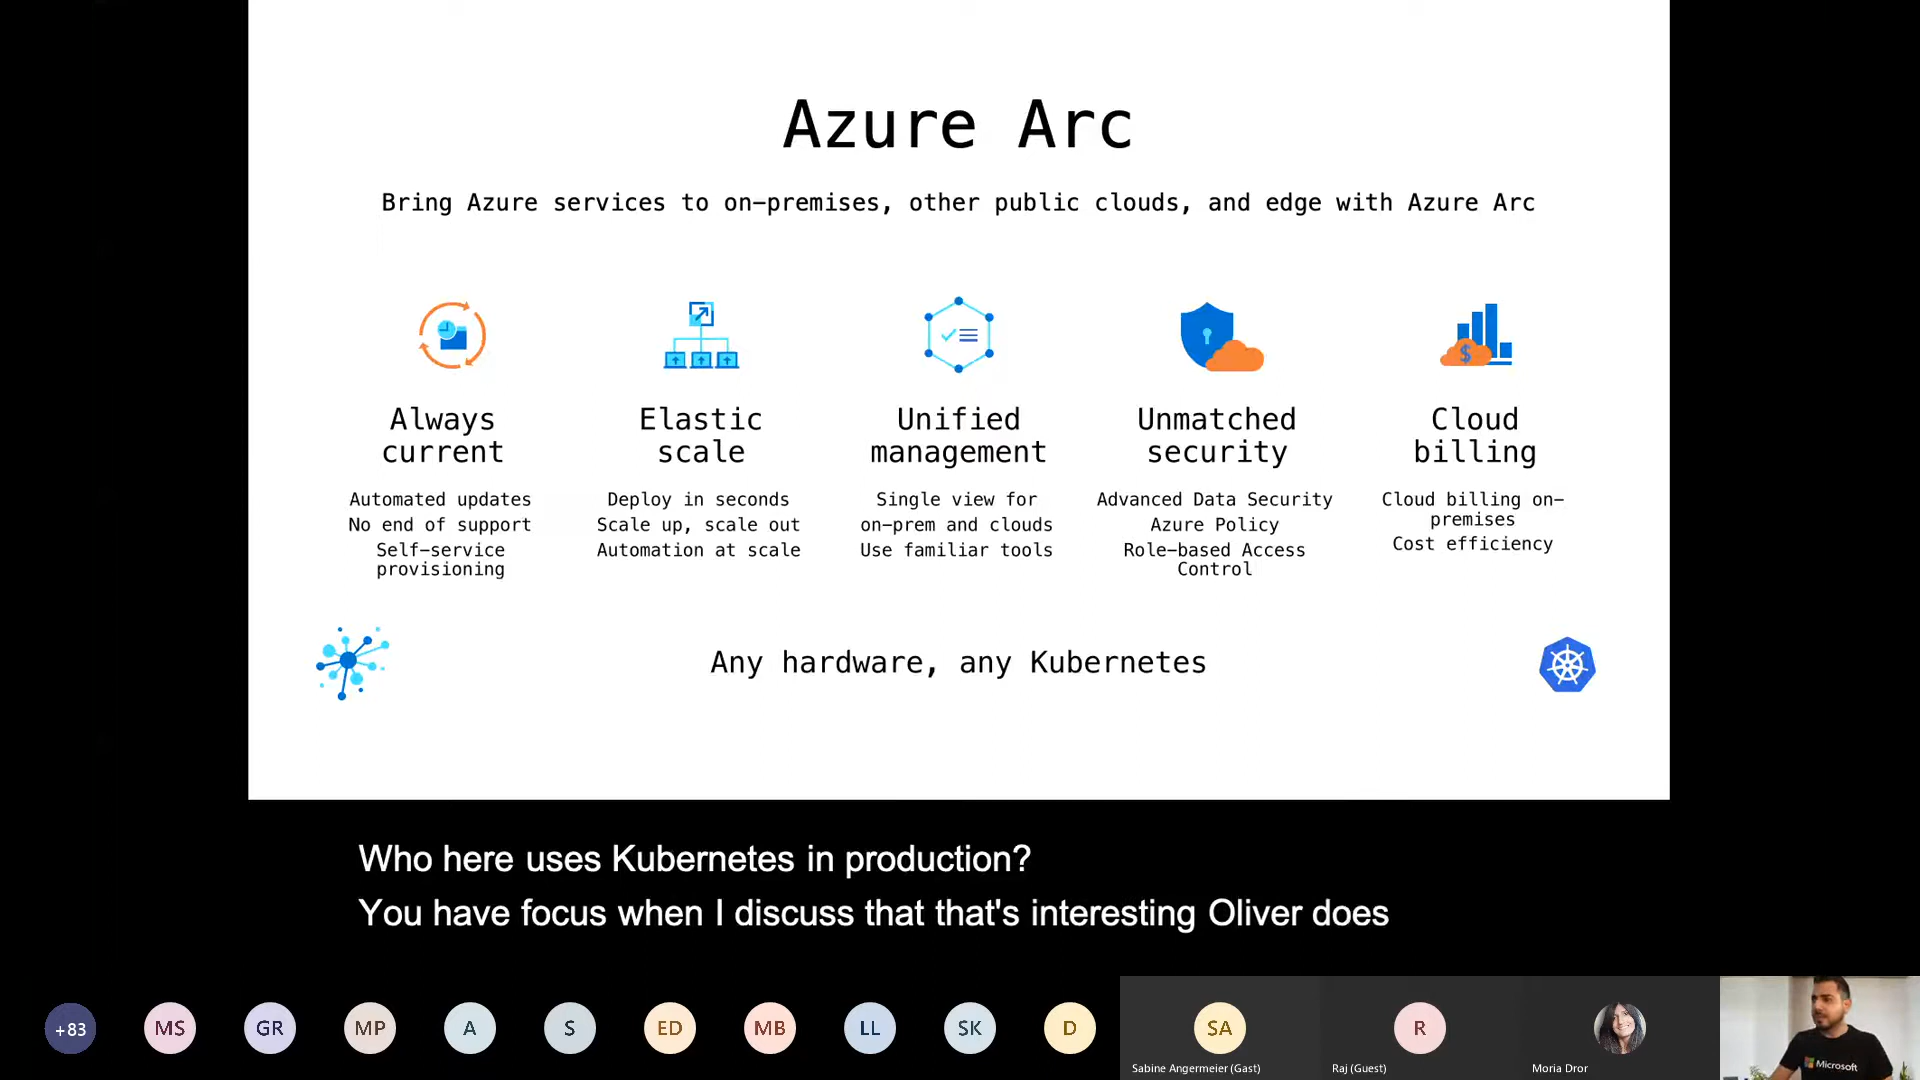 Azure Arc
Bring Azure services to on-premises, other public clouds, and edge with Azure Arc
Always
current
Automated updates
No end of support
Self-service
provisioning
Elastic
scale
Deploy in seconds
Scale up, scale out
Automation at scale
Unified
management
Single view for
on-prem and clouds
Use familiar tools
Unmatched
security
Advanced Data Security
Azure Policy
Role-based Access
Control
$
Cloud
billing
Cloud billing on-
premises
Cost efficiency
Any hardware, any Kubernetes
Who here uses Kubernetes in production?
You have focus when I discuss that that's interesting Oliver does
+83
MS
GR
MP
A
S
ED
MB
LL
SK
D
SA
Sabine Angermeier (Gast)
R
Raj (Guest)
Moria Dror
Microsoft